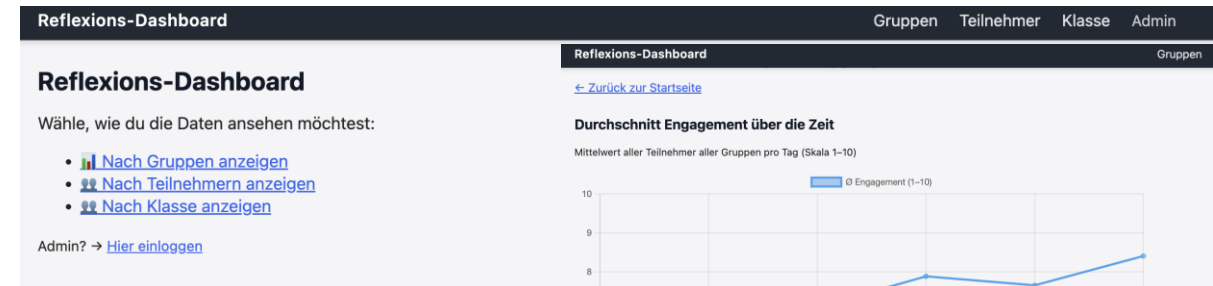 Reflexions-Dashboard Gruppen Teilnehmer Klasse Admin
Reflexions-Dashboard
Wähle, wie du die Daten ansehen möchtest:
Nach Gruppen anzeigen
Nach Teilnehmern anzeigen
Nach Klasse anzeigen
Admin? → Hier einloggen
Reflexions-Dashboard Gruppen
← Zurück zur Startseite
Durchschnitt Engagement über die Zeit
Mittelwert aller Teilnehmer aller Gruppen pro Tag (Skala 1–10)
Ø Engagement (1–10)
10
9
8